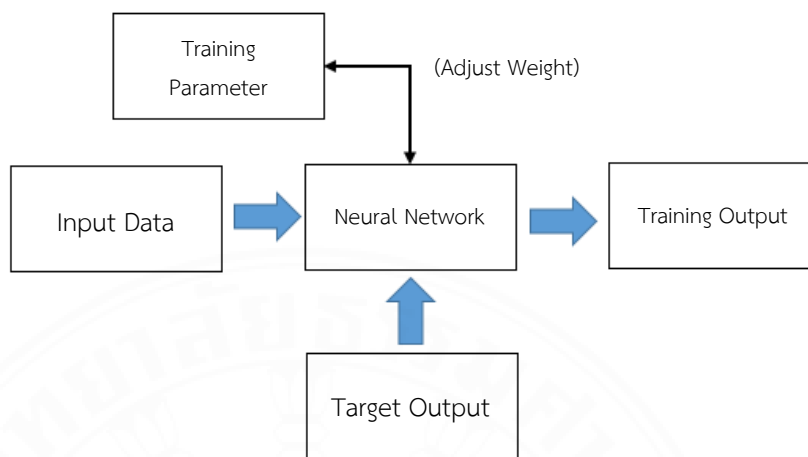 Training
Parameter
(Adjust Weight)
Input Data
Neural Network
Training Output
Target Output